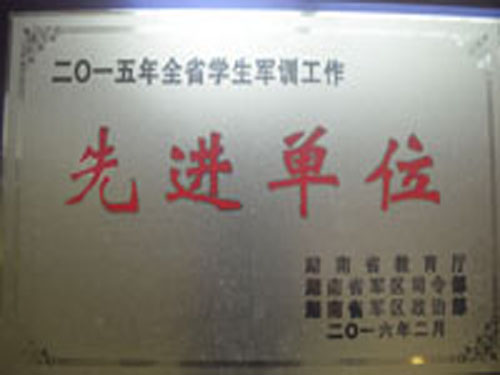 二〇一五年全省学生军训工作
先进单位
湖南省教育厅
湖南省军区司令部
湖南省军区政治部
二〇一六年二月